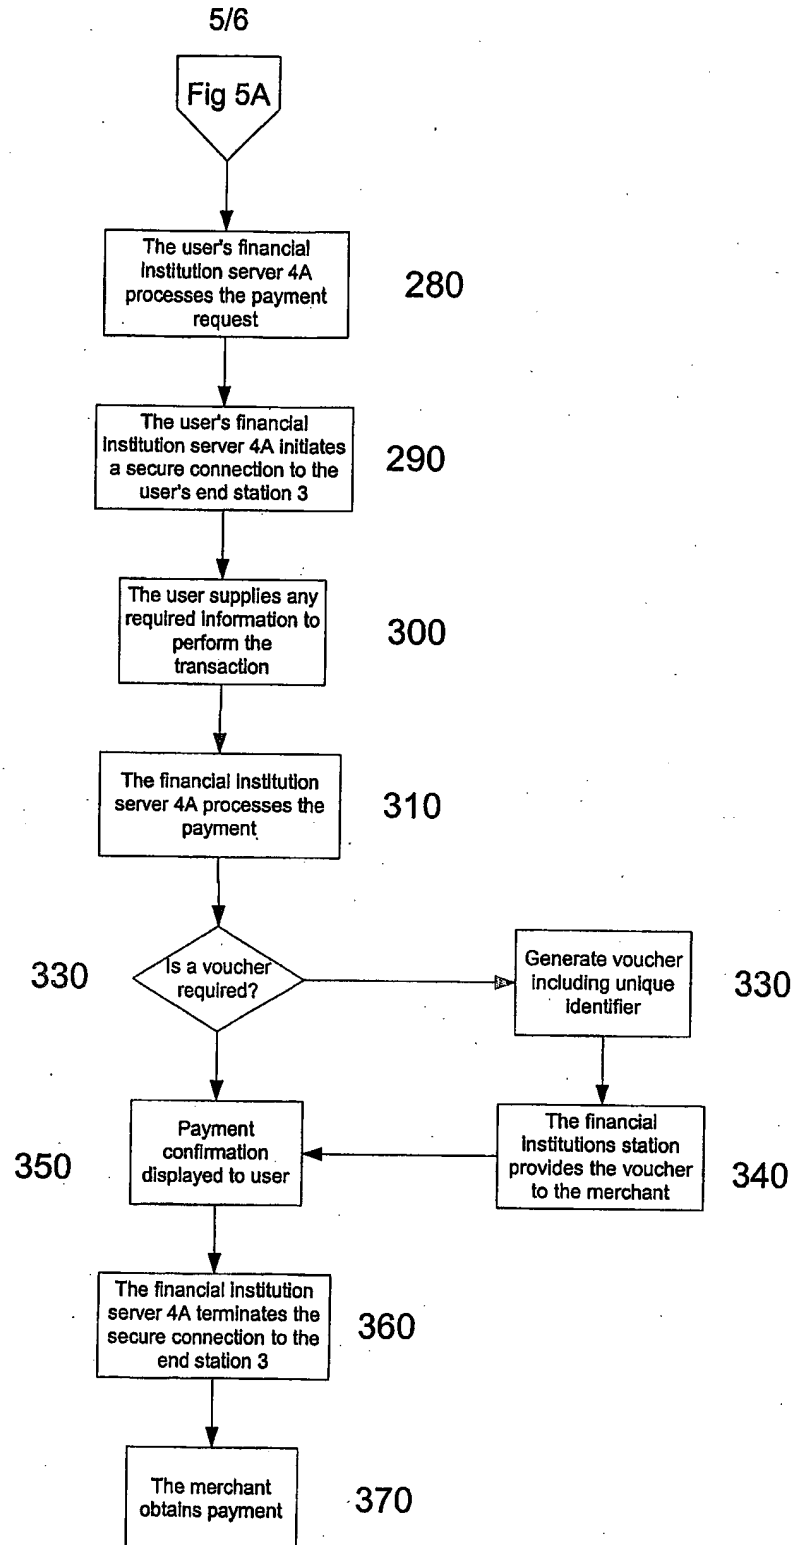 5/6
Fig 5A
The user's financial
institution server 4A
processes the payment
request
280
The user's financial
institution server 4A initiates
a secure connection to the
user's end station 3
290
The user supplies any
required information to
perform the
transaction
300
The financial institution
server 4A processes the
payment
310
330
Is a voucher
required?
Generate voucher
including unique
identifier
330
350
Payment
confirmation
displayed to user
The financial
institutions station
provides the voucher
to the merchant
340
The financial institution
server 4A terminates the
secure connection to the
end station 3
360
The merchant
obtains payment
370